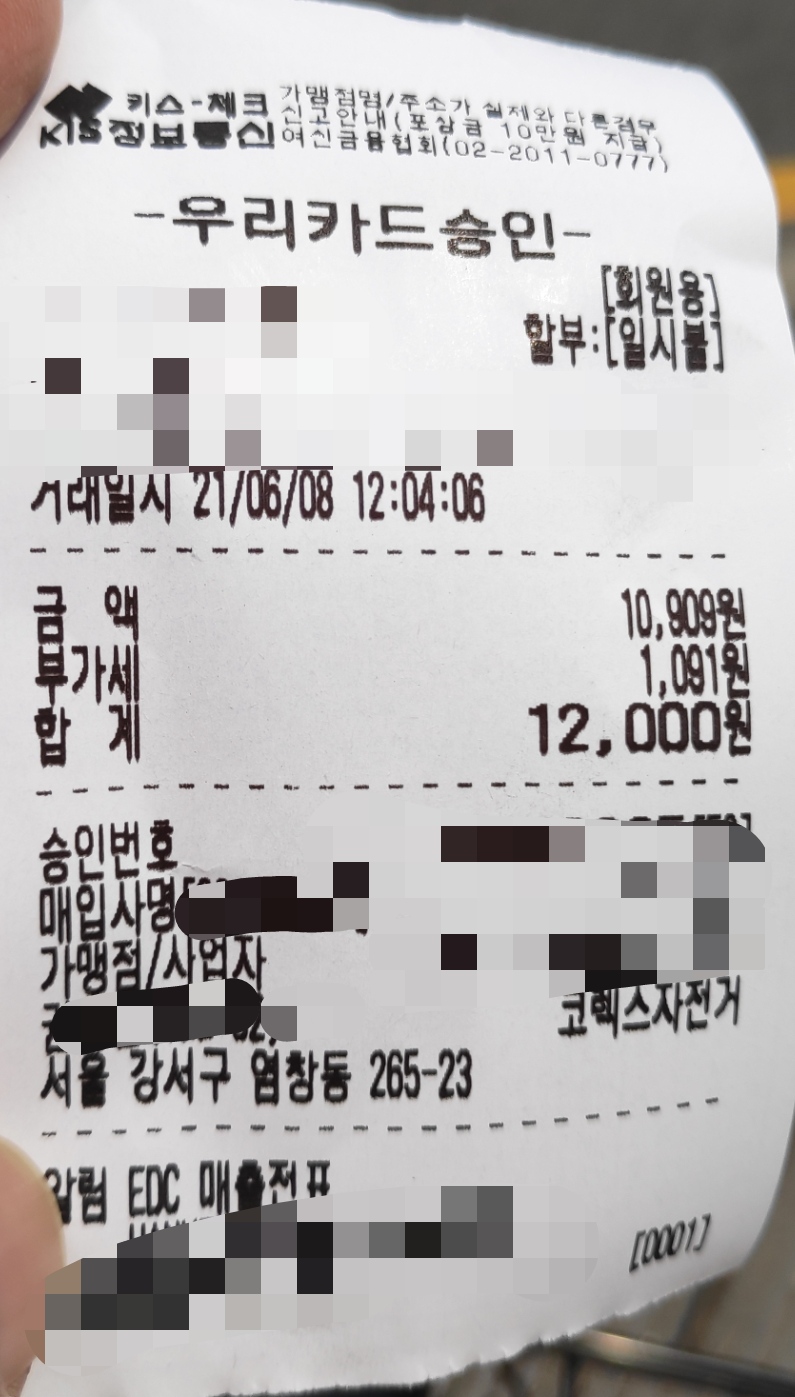 키스-체크 가맹점명/주소가 실제와 다른경우
KIS정보통신 신고안내(포상금 10만원 지급)
여신금융협회(02-2011-0777)
-우리카드승인-
[회원용]
할부:[일시불]
거래일시 21/06/08 12:04:06
금 액 10,909원
부가세 1,091원
합 계 12,000원
승인번호
매입사명
가맹점/사업자
코렉스자전거
서울 강서구 염창동 265-23
알림 EDC 매출전표
[0001]